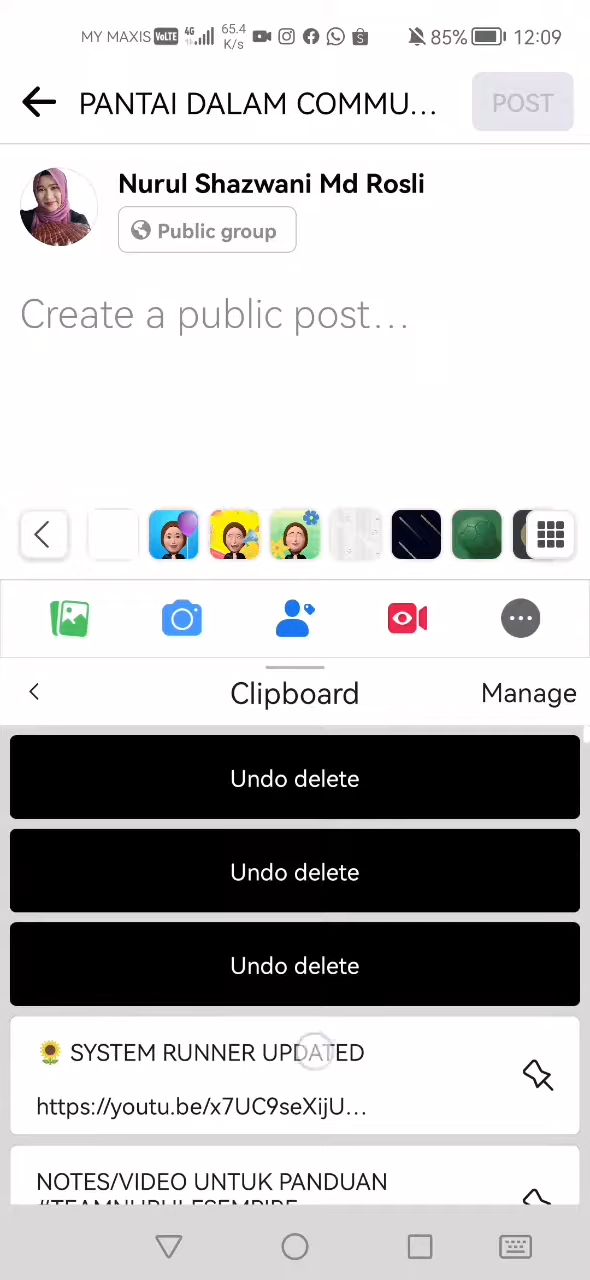 MY MAXIS VoLTE 4G 65.4 K/s 85% 12:09
PANTAI DALAM COMMU... POST
Nurul Shazwani Md Rosli
Public group
Create a public post...
Clipboard Manage
Undo delete
Undo delete
Undo delete
SYSTEM RUNNER UPDATED
https://youtu.be/x7UC9seXijU...
NOTES/VIDEO UNTUK PANDUAN